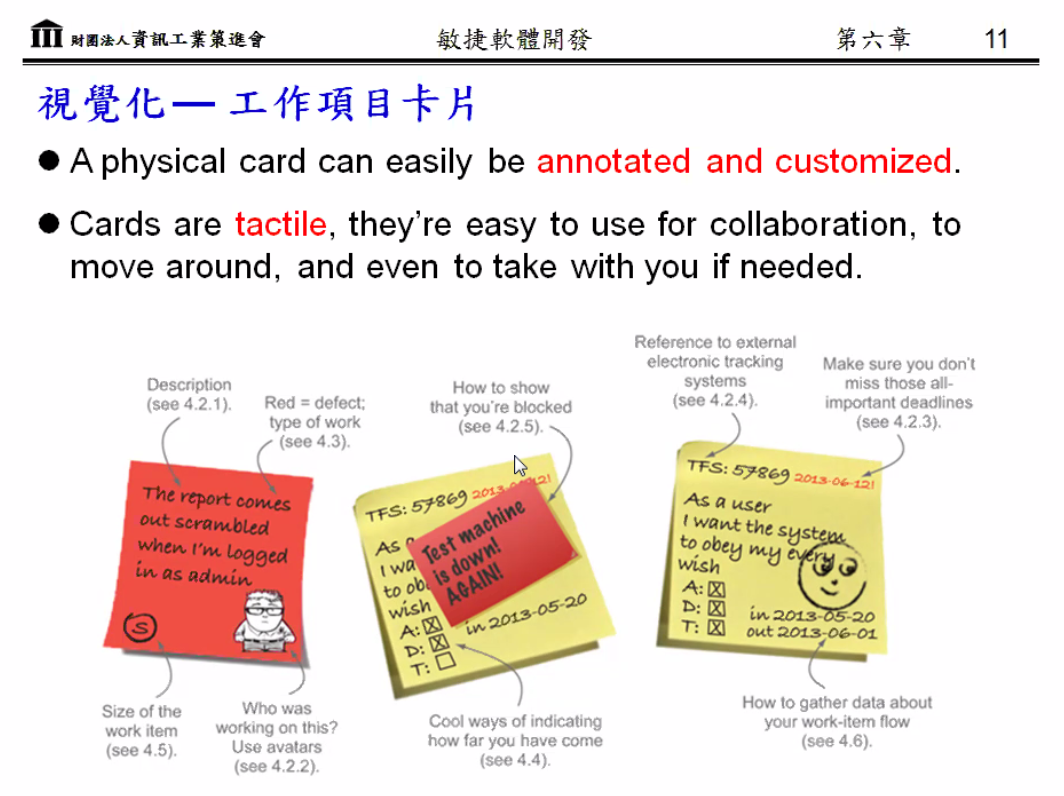 財團法人資訊工業策進會
敏捷軟體開發
第六章
11
視覺化— 工作項目卡片
● A physical card can easily be annotated and customized.
● Cards are tactile, they're easy to use for collaboration, to
move around, and even to take with you if needed.
Description
(see 4.2.1).
Red = defect;
type of work
(see 4.3).
The report comes
out scrambled
when I'm logged
in as admin
S
Size of the
work item
(see 4.5).
Who was
working on this?
Use avatars
(see 4.2.2).
How to show
that you're blocked
(see 4.2.5).
TFS: 57869
Test machine
is down!
AGAIN!
As a
I wa
to ob
wish
A: ☒
D: ☒
T: ☐
in 2013-05-20
Cool ways of indicating
how far you have come
(see 4.4).
Reference to external
electronic tracking
systems
(see 4.2.4).
Make sure you don't
miss those all-
important deadlines
(see 4.2.3).
TFS: 57869 2013-06-12!
As a user
I want the system
to obey my every
wish
A: ☒
D: ☒ in 2013-05-20
T: ☒ out 2013-06-01
How to gather data about
your work-item flow
(see 4.6).